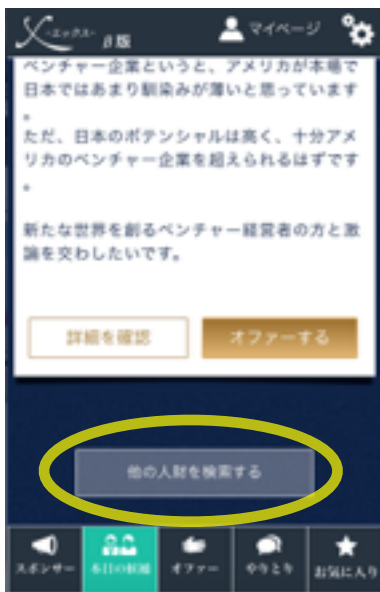 X -エックス- β版
マイページ
ベンチャー企業というと、アメリカが本場で
日本ではあまり馴染みが薄いと思っています
。
ただ、日本のポテンシャルは高く、十分アメ
リカのベンチャー企業を超えられるはずです
。
新たな世界を創るベンチャー経営者の方と激
論を交わしたいです。
詳細を確認
オファーする
他の人財を検索する
スポンサー
本日の候補
オファー
やりとり
お気に入り